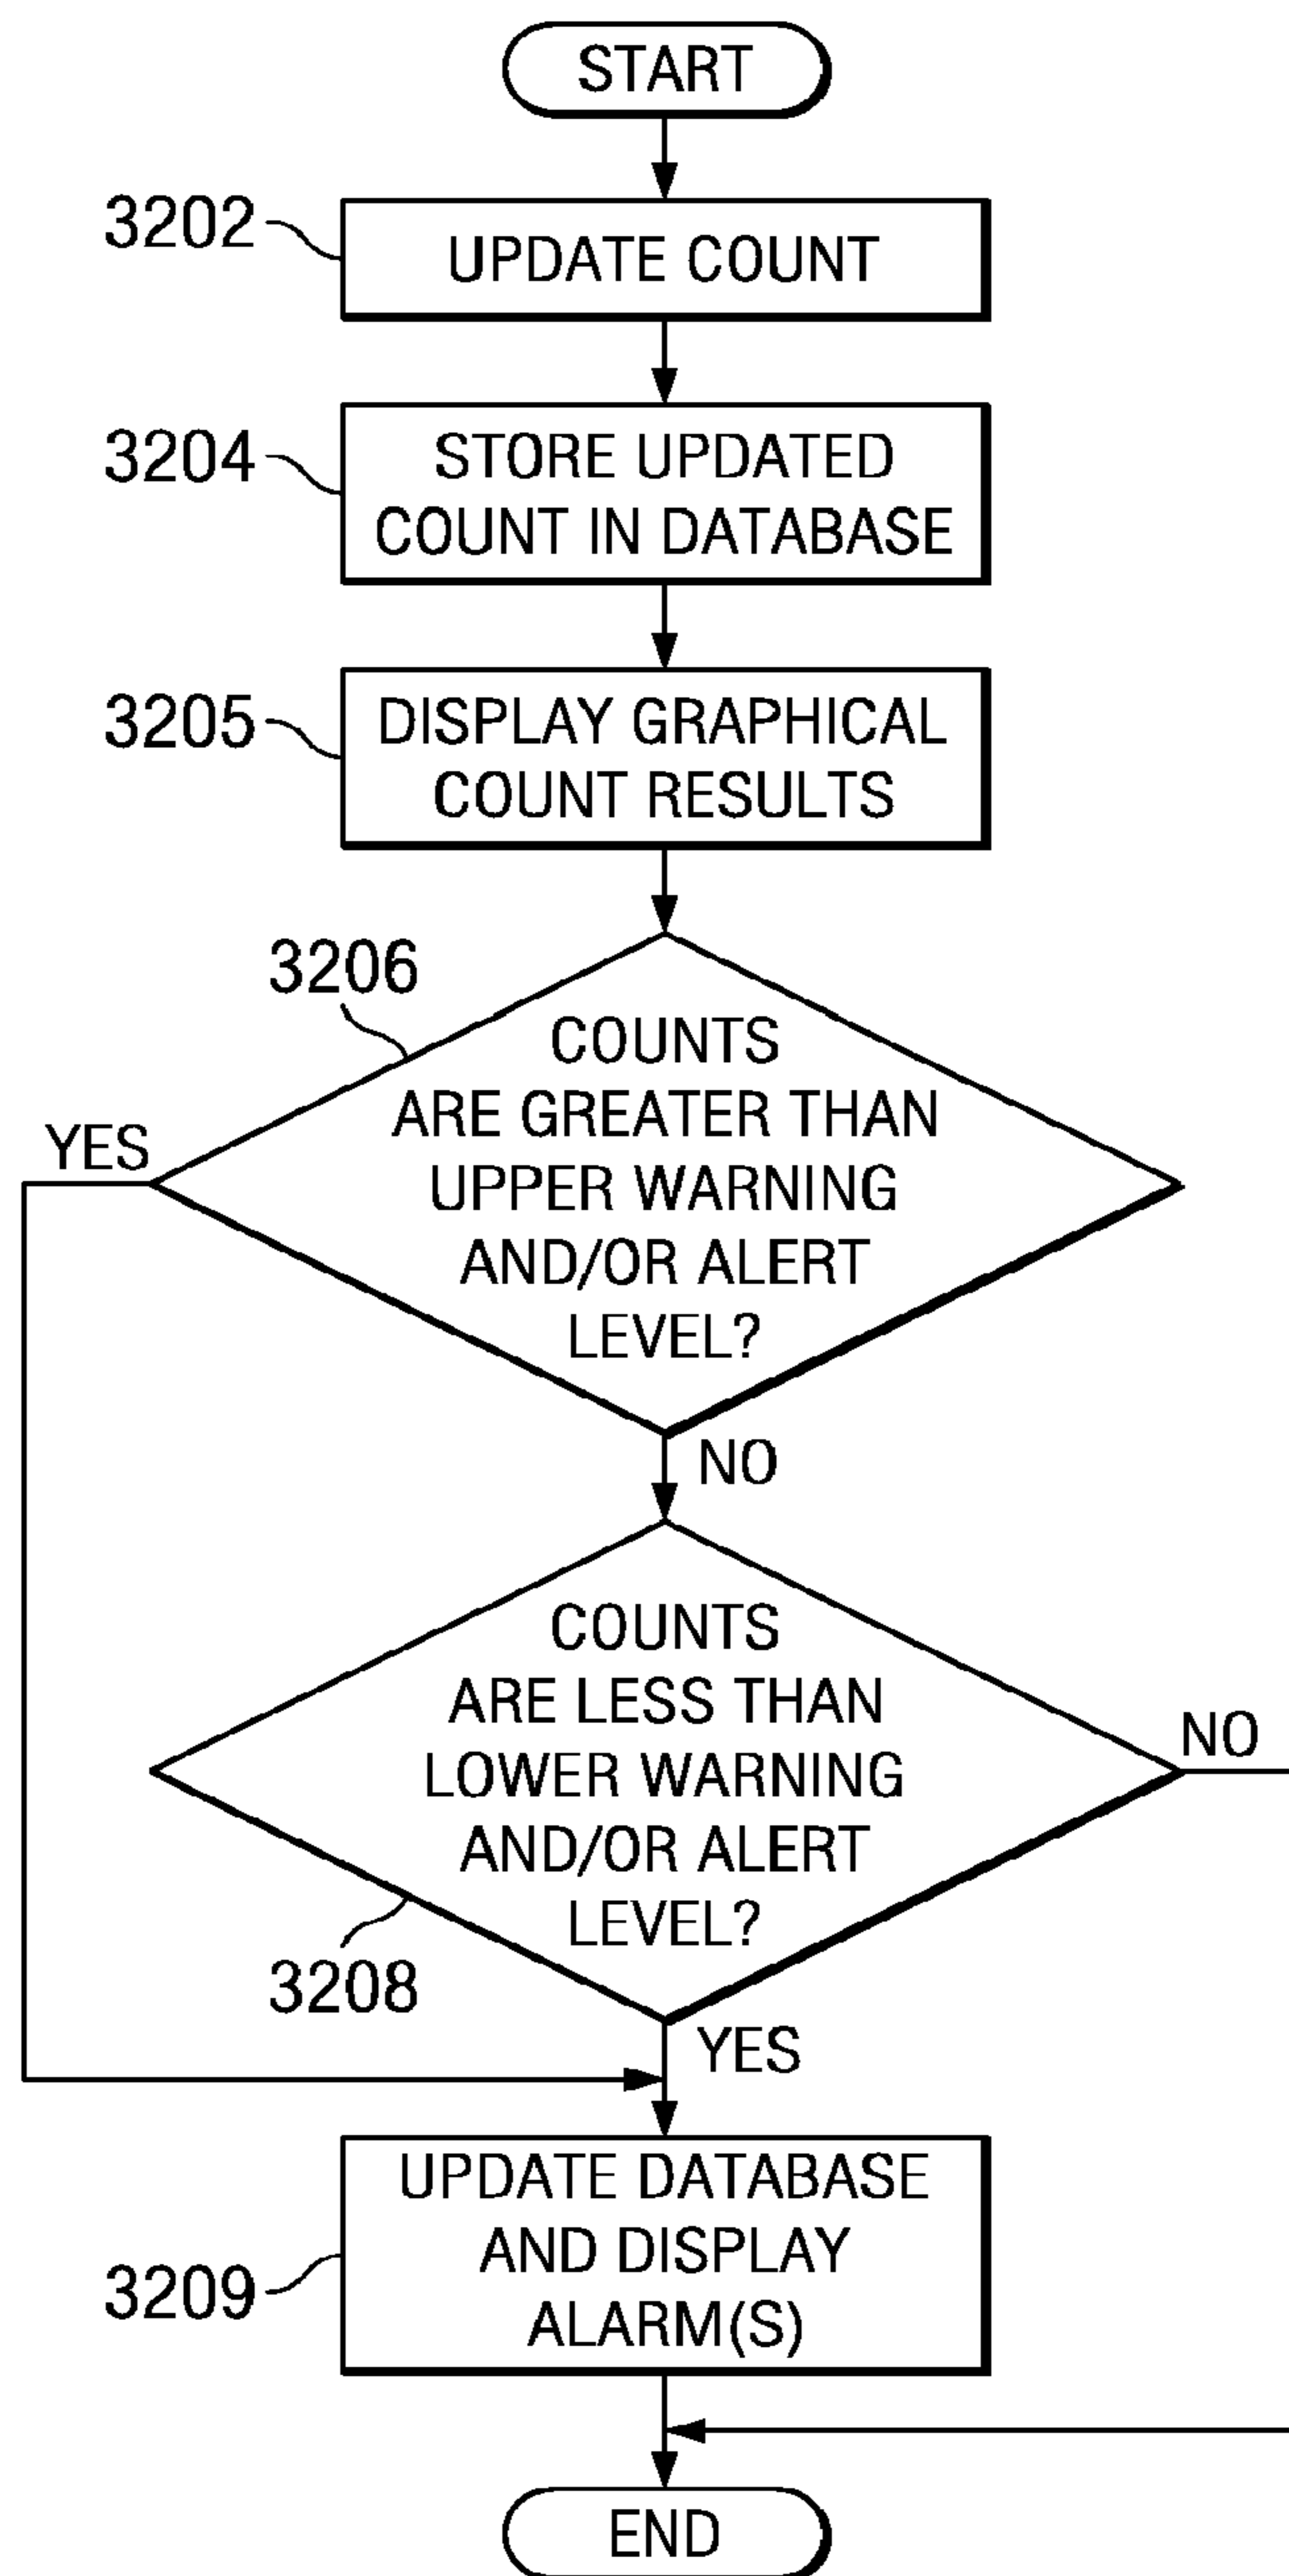 START
3202
UPDATE COUNT
3204
STORE UPDATED
COUNT IN DATABASE
3205
DISPLAY GRAPHICAL
COUNT RESULTS
3206
COUNTS
ARE GREATER THAN
UPPER WARNING
AND/OR ALERT
LEVEL?
YES
NO
COUNTS
ARE LESS THAN
LOWER WARNING
AND/OR ALERT
LEVEL?
NO
3208
YES
UPDATE DATABASE
AND DISPLAY
ALARM(S)
3209
END